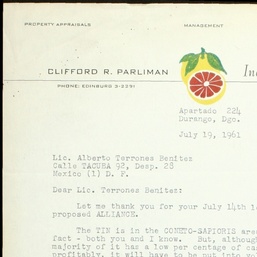 PROPERTY APPRAISALS MANAGEMENT
CLIFFORD R. PARLIMAN
PHONE: EDINBURG 3-2291
Apartado 224
Durango, Dgo.
July 19, 1961
Lic. Alberto Terrones Benitez
Calle TACUBA 92, Desp. 28
Mexico (1) D. F.
Dear Lic. Terrones Benitez:
Let me thank you for your July 14th
proposed ALLIANCE.
The TIN is in the CONETO-SAPIORIS
fact - both you and I know. But,
majority of it has a low per centage of
profitably, it will have to be put into